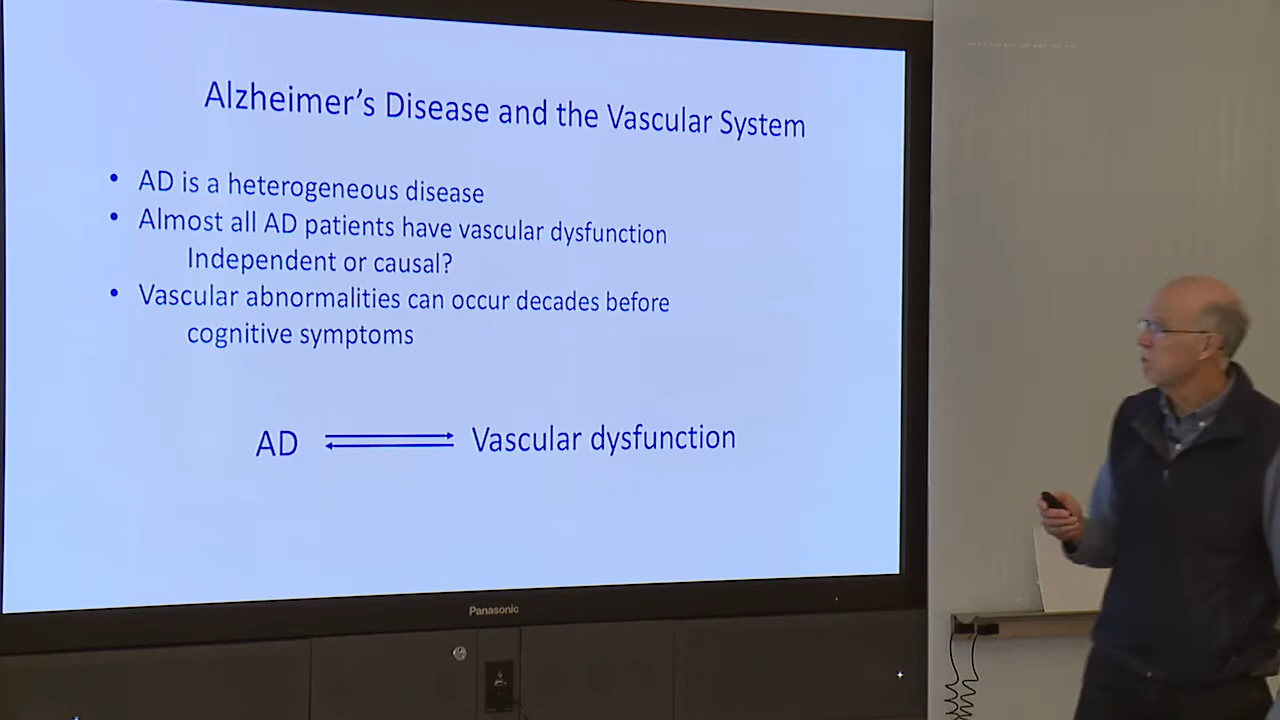 Alzheimer's Disease and the Vascular System
• AD is a heterogeneous disease
• Almost all AD patients have vascular dysfunction
Independent or causal?
• Vascular abnormalities can occur decades before
cognitive symptoms
AD Vascular dysfunction
Panasonic